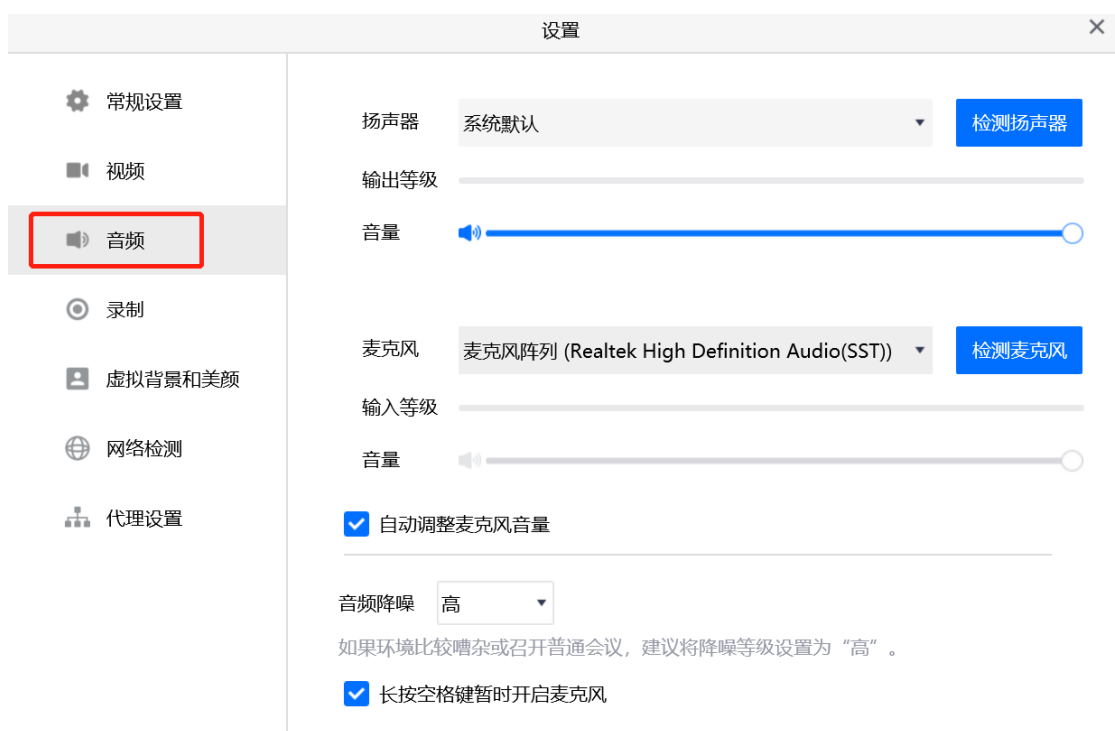 设置
常规设置
视频
音频
录制
虚拟背景和美颜
网络检测
代理设置
扬声器 系统默认 检测扬声器
输出等级
音量
麦克风 麦克风阵列 (Realtek High Definition Audio(SST)) 检测麦克风
输入等级
音量
自动调整麦克风音量
音频降噪 高
如果环境比较嘈杂或召开普通会议，建议将降噪等级设置为“高”。
长按空格键暂时开启麦克风